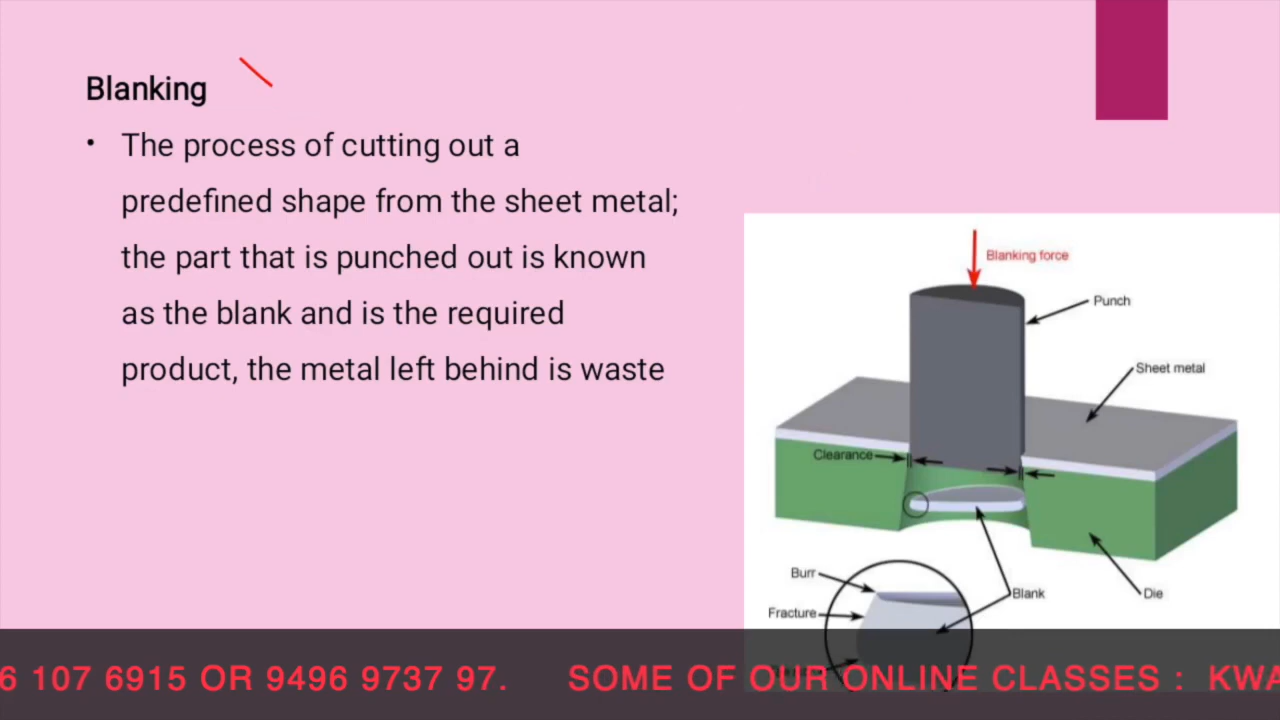 Blanking
• The process of cutting out a
predefined shape from the sheet metal;
the part that is punched out is known
as the blank and is the required
product, the metal left behind is waste
Blanking force
Punch
Sheet metal
Clearance
Burr
Blank
Die
Fracture
6 107 6915 OR 9496 9737 97. SOME OF OUR ONLINE CLASSES : KWA